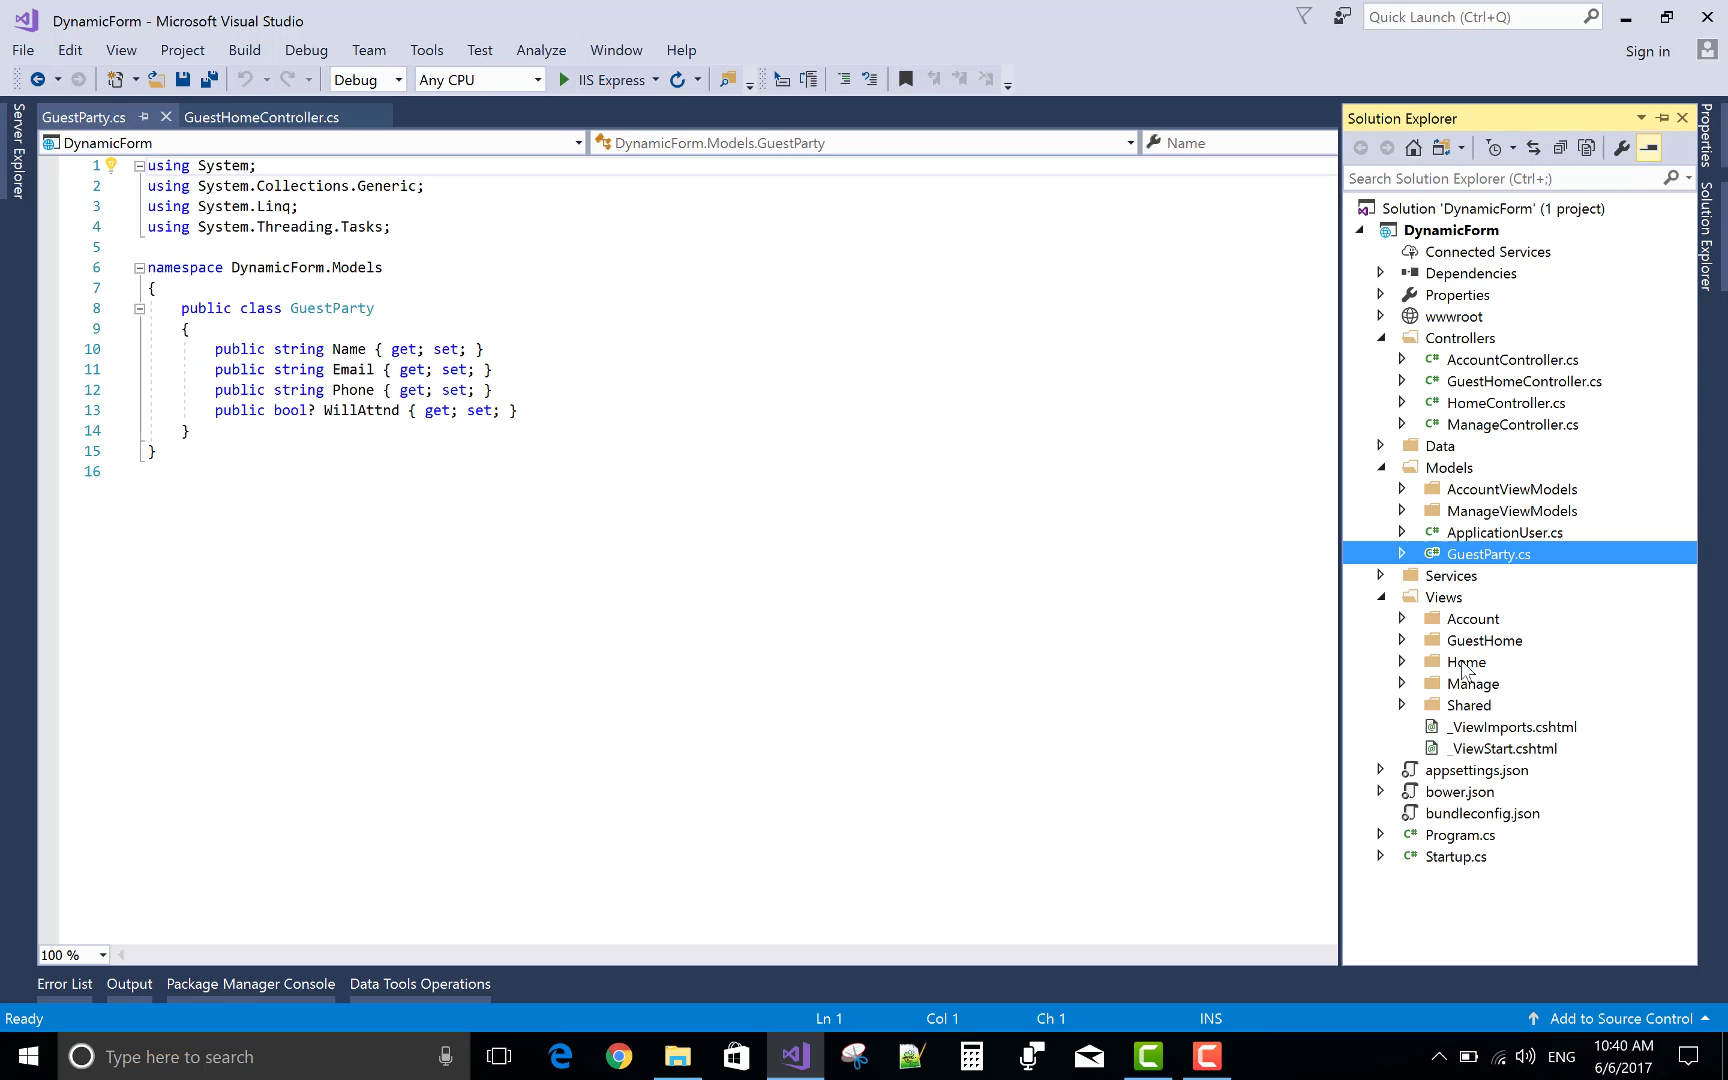 DynamicForm - Microsoft Visual Studio
Quick Launch (Ctrl+Q)
File Edit View Project Build Debug Team Tools Test Analyze Window Help
Sign in
Debug Any CPU IIS Express
Server Explorer
GuestParty.cs GuestHomeController.cs
DynamicForm DynamicForm.Models.GuestParty Name
1 using System;
2 using System.Collections.Generic;
3 using System.Linq;
4 using System.Threading.Tasks;
5
6 namespace DynamicForm.Models
7 {
8 public class GuestParty
9 {
10 public string Name { get; set; }
11 public string Email { get; set; }
12 public string Phone { get; set; }
13 public bool? WillAttnd { get; set; }
14 }
15 }
16
100 %
Solution Explorer
Search Solution Explorer (Ctrl+;)
Solution 'DynamicForm' (1 project)
DynamicForm
Connected Services
Dependencies
Properties
wwwroot
Controllers
C# AccountController.cs
C# GuestHomeController.cs
C# HomeController.cs
C# ManageController.cs
Data
Models
AccountViewModels
ManageViewModels
C# ApplicationUser.cs
C# GuestParty.cs
Services
Views
Account
GuestHome
Home
Manage
Shared
_ViewImports.cshtml
_ViewStart.cshtml
appsettings.json
bower.json
bundleconfig.json
C# Program.cs
C# Startup.cs
Properties
Solution Explorer
Error List Output Package Manager Console Data Tools Operations
Ready Ln 1 Col 1 Ch 1 INS Add to Source Control
Type here to search
ENG
10:40 AM
6/6/2017